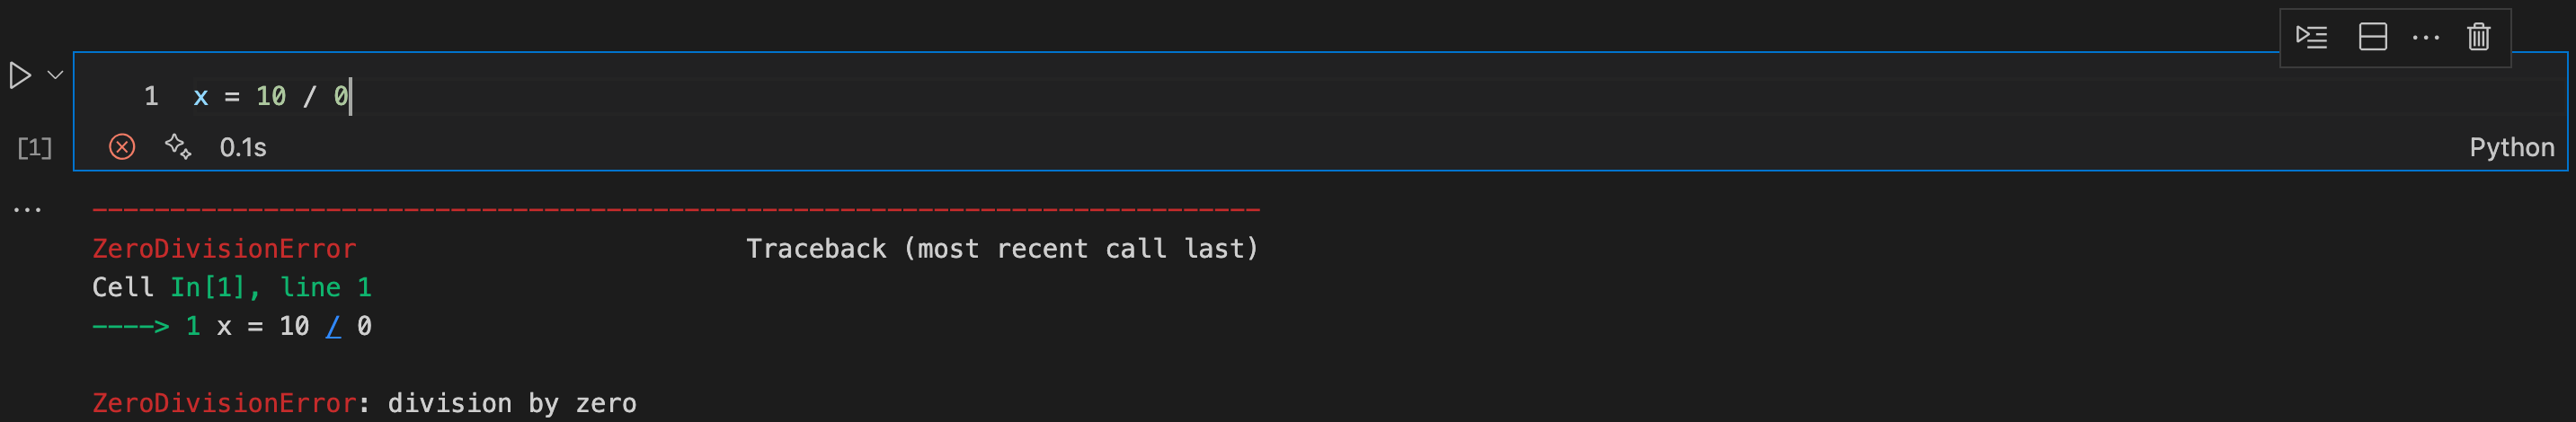 1 x = 10 / 0
[1] 0.1s Python
-------------------------------------------------------------------------
ZeroDivisionError                         Traceback (most recent call last)
Cell In[1], line 1
----> 1 x = 10 / 0

ZeroDivisionError: division by zero